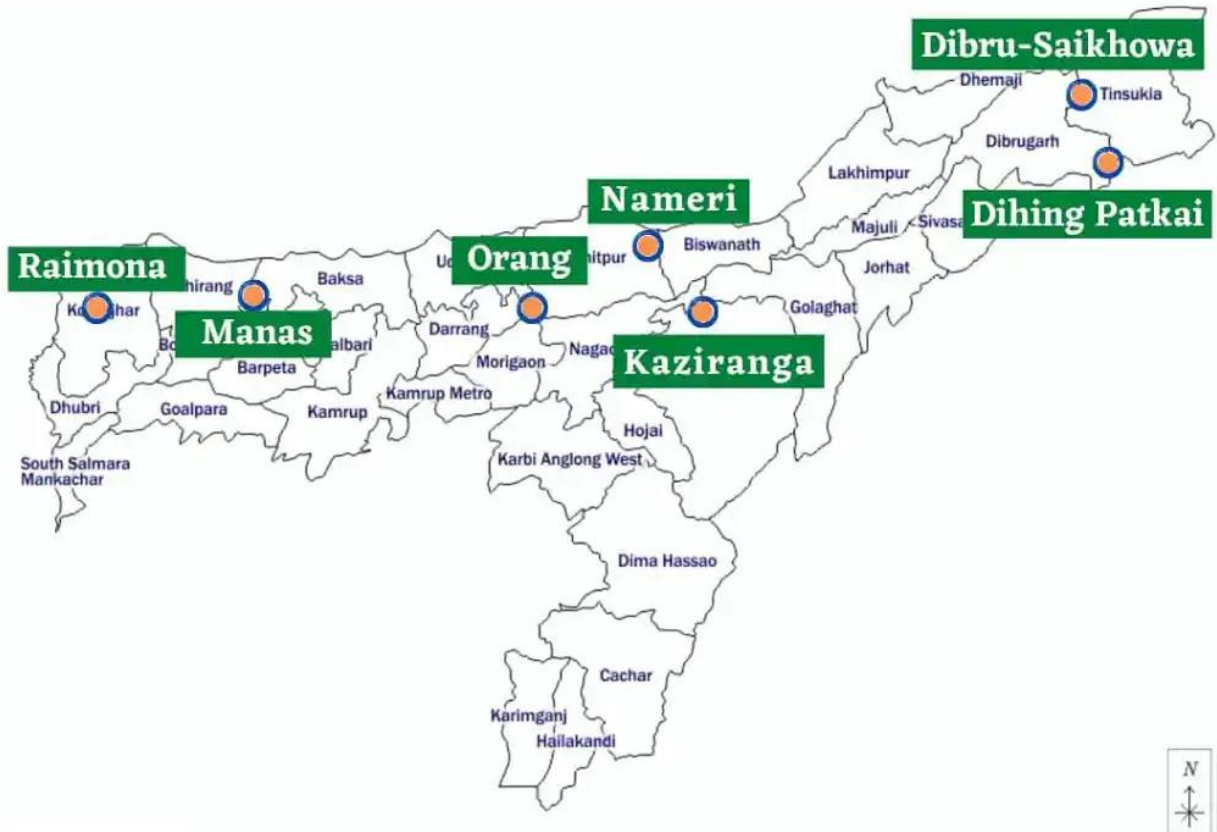 Dibru-Saikhowa
Dhemaji
Tinsukia
Dibrugarh
Lakhimpur
Nameri
Dihing Patkai
Majuli
Biswanath
Raimona
Orang
Baksa
Jorhat
Golaghat
Manas
Darrang
Morigaon
Kaziranga
Barpeta
Kamrup Metro
Dhubri
Goalpara
Kamrup
Hojai
Karbi Anglong West
South Salmara
Mankachar
Dima Hassao
Cachar
Karimganj
Hailakandi
N